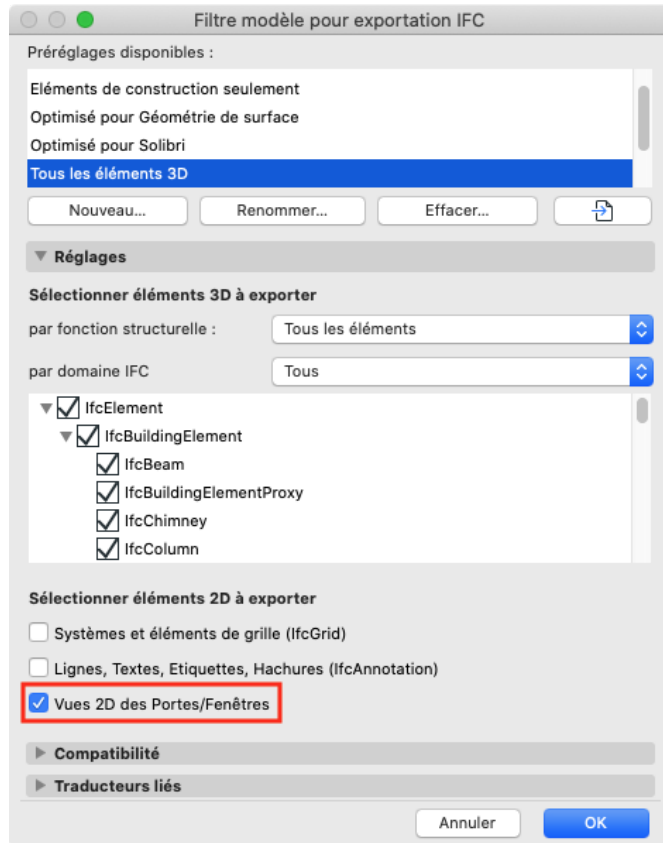 Filtre modèle pour exportation IFC
Préréglages disponibles :
Eléments de construction seulement
Optimisé pour Géométrie de surface
Optimisé pour Solibri
Tous les éléments 3D
Nouveau... Renommer... Effacer...
Réglages
Sélectionner éléments 3D à exporter
par fonction structurelle : Tous les éléments
par domaine IFC Tous
IfcElement
IfcBuildingElement
IfcBeam
IfcBuildingElementProxy
IfcChimney
IfcColumn
Sélectionner éléments 2D à exporter
Systèmes et éléments de grille (IfcGrid)
Lignes, Textes, Etiquettes, Hachures (IfcAnnotation)
Vues 2D des Portes/Fenêtres
Compatibilité
Traducteurs liés
Annuler OK